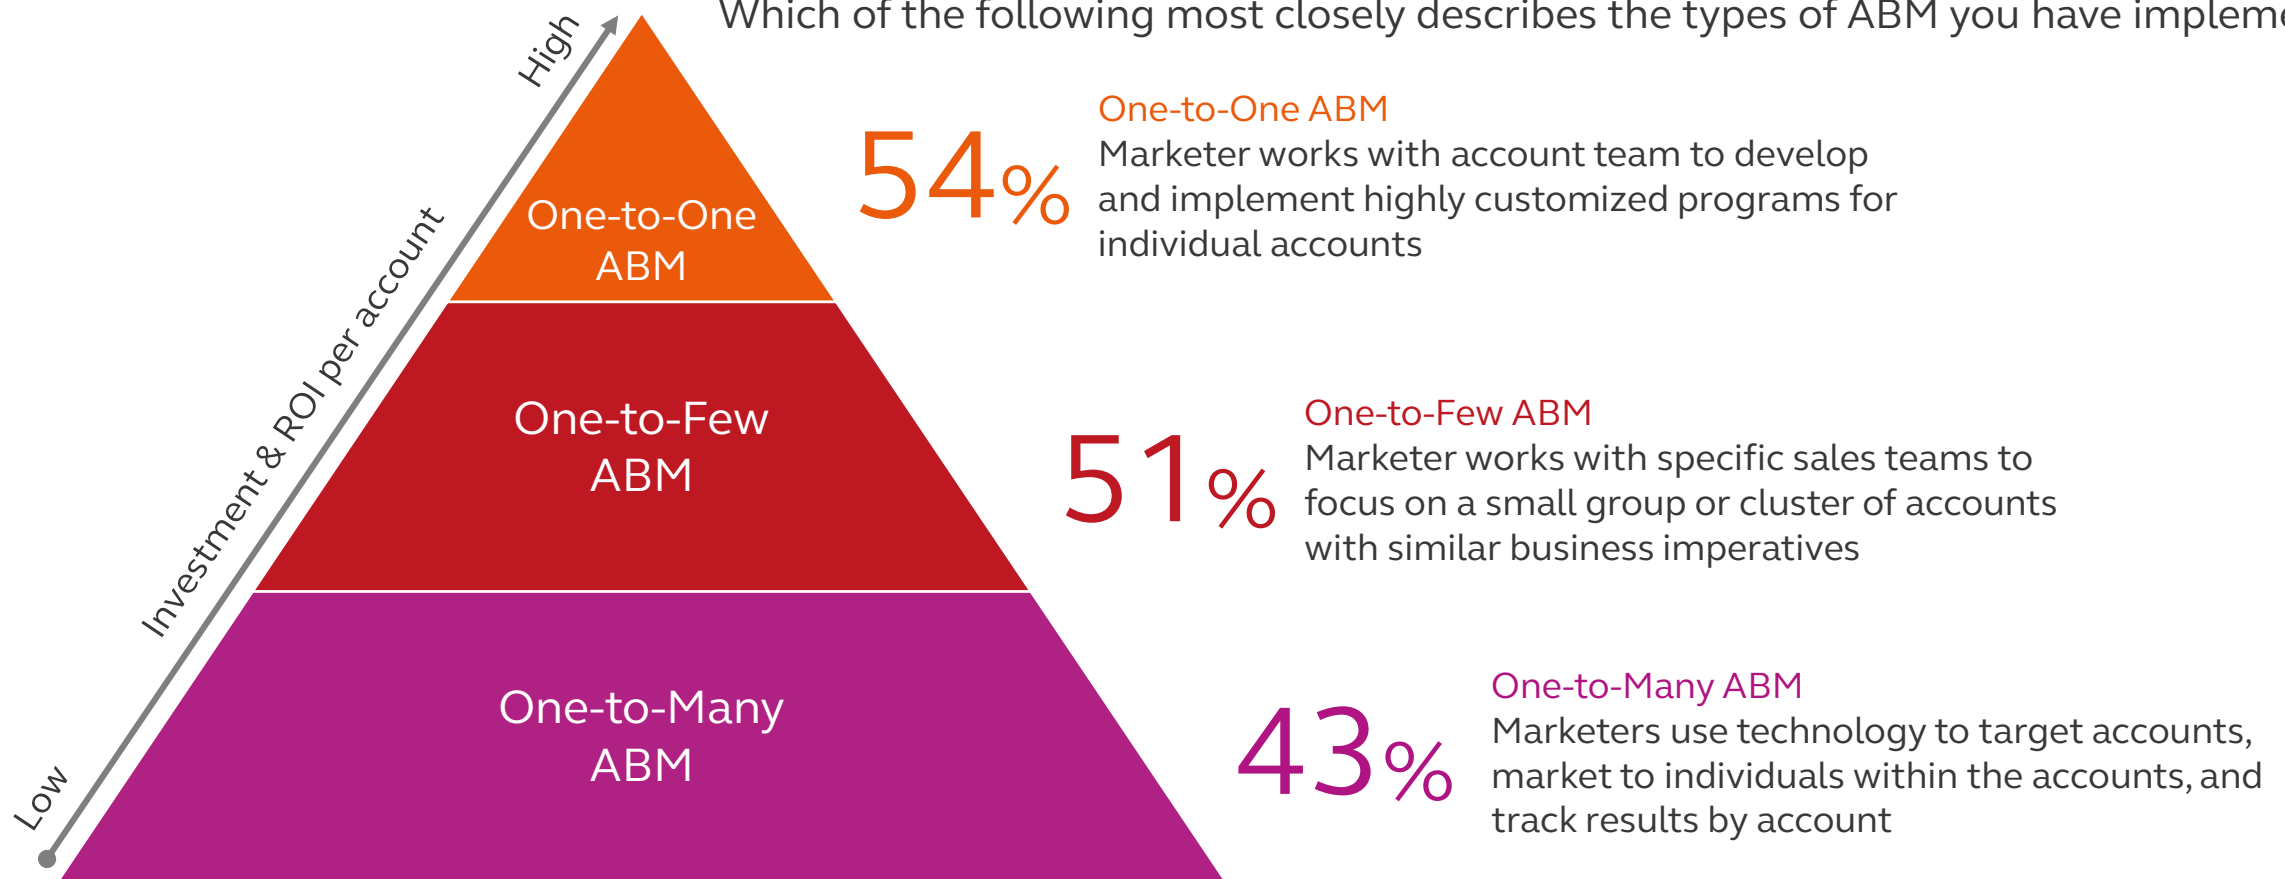 Which of the following most closely describes the types of ABM you have
High
One-to-One
ABM
54%
One-to-One ABM
Marketer works with account team to develop
and implement highly customized programs for
individual accounts
Investment & ROI per account
One-to-Few
ABM
51%
One-to-Few ABM
Marketer works with specific sales teams to
focus on a small group or cluster of accounts
with similar business imperatives
One-to-Many
ABM
43%
One-to-Many ABM
Marketers use technology to target accounts,
market to individuals within the accounts, and
track results by account
Low